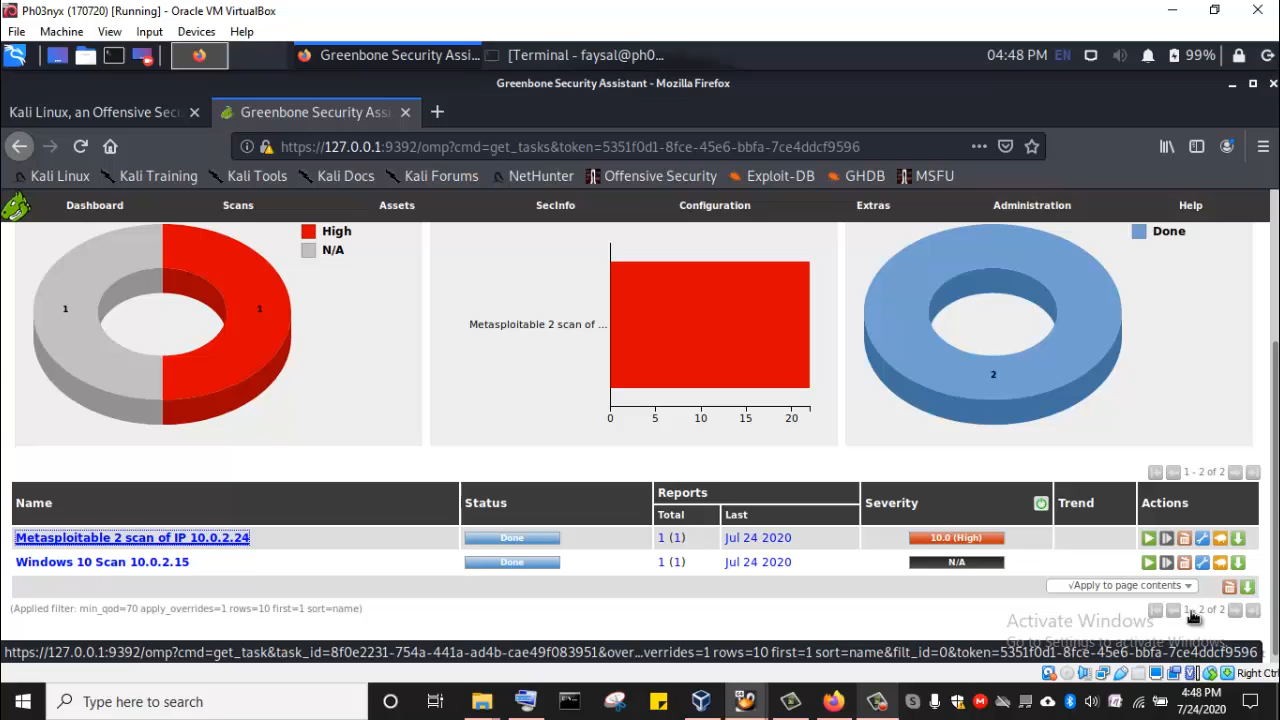 Ph03nyx (170720) [Running] - Oracle VM VirtualBox
File Machine View Input Devices Help
Greenbone Security Assi... [Terminal - faysal@ph0... 04:48 PM EN 99%
Greenbone Security Assistant - Mozilla Firefox
Kali Linux, an Offensive Sec Greenbone Security Assi
https://127.0.0.1:9392/omp?cmd=get_tasks&token=5351f0d1-8fce-45e6-bbfa-7ce4ddcf9596
Kali Linux Kali Training Kali Tools Kali Docs Kali Forums NetHunter Offensive Security Exploit-DB GHDB MSFU
Dashboard Scans Assets SecInfo Configuration Extras Administration Help
High
N/A
1 1
Metasploitable 2 scan of ...
0 5 10 15 20
Done
2
1 - 2 of 2
Name Status Reports Severity Trend Actions
Total Last
Metasploitable 2 scan of IP 10.0.2.24 Done 1 (1) Jul 24 2020 10.0 (High)
Windows 10 Scan 10.0.2.15 Done 1 (1) Jul 24 2020 N/A
√Apply to page contents
(Applied filter: min_qod=70 apply_overrides=1 rows=10 first=1 sort=name)
1 - 2 of 2
Activate Windows
Go to Settings to activate Windows.
https://127.0.0.1:9392/omp?cmd=get_task&task_id=8f0e2231-754a-441a-ad4b-cae49f083951&over...verrides=1 rows=10 first=1 sort=name&filt_id=0&token=5351f0d1-8fce-45e6-bbfa-7ce4ddcf9596
Right Ctrl
Type here to search
4:48 PM
7/24/2020